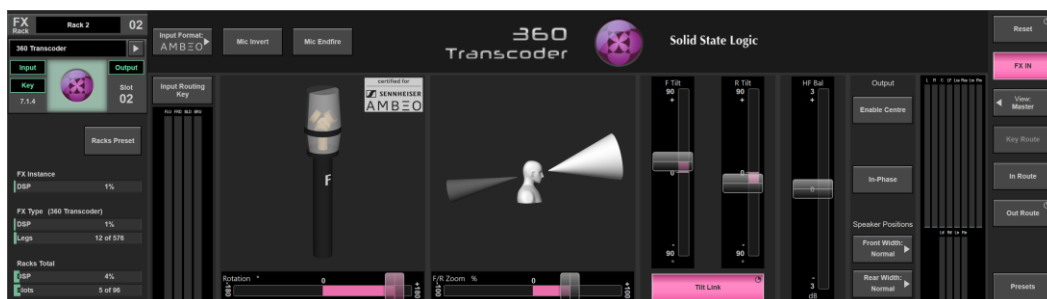 FX
Rack
Rack 2
02
360 Transcoder
Input
Output
Key
7.1.4
Slot
02
Racks Preset
FX Instance
DSP
1%
FX Type (360 Transcoder)
DSP
1%
Legs
12 of 576
Racks Total
DSP
4%
Slots
5 of 96
Input Format:
AMBEO
Mic Invert
Mic Endfire
360
Transcoder
Solid State Logic
Input Routing
Key
FLU FRD BLD BRU
certified for
SENNHEISER
AMBEO
F
Rotation °
0
-180
+180
F/R Zoom %
0
-100
+100
F Tilt
90
+
0
-
90
R Tilt
90
+
0
-
90
Tilt Link
HF Bal
3
+
0
-
3
dB
Output
Enable Centre
In-Phase
Speaker Positions
Front Width:
Normal
Rear Width:
Normal
Reset
FX IN
View:
Master
Key Route
In Route
Out Route
Presets